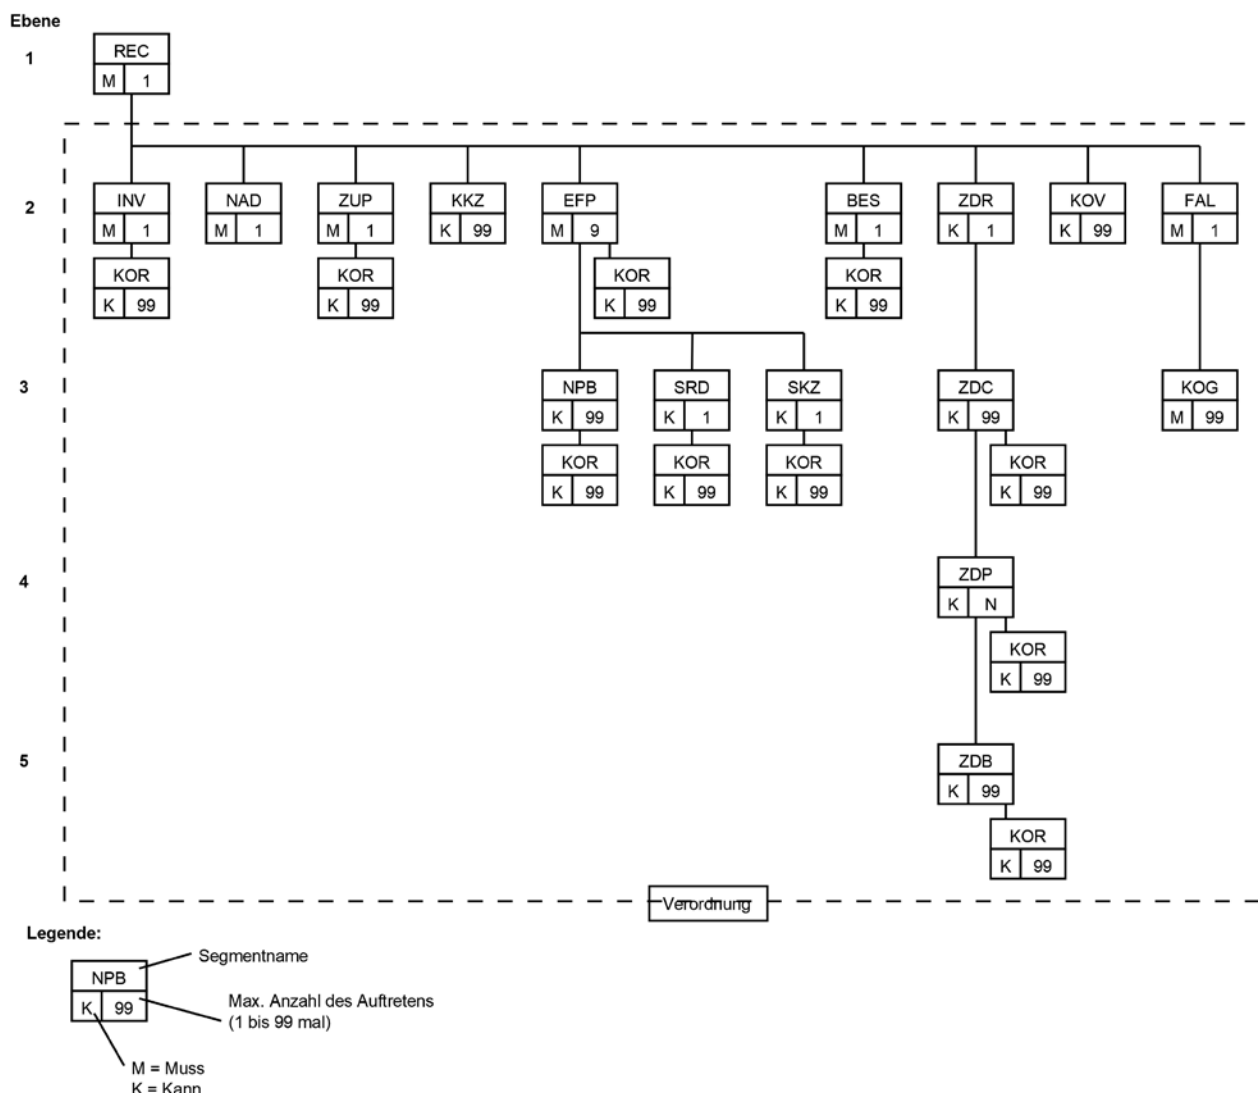 Ebene
1
REC
M 1
2
INV NAD ZUP KKZ EFP BES ZDR KOV FAL
M 1 M 1 M 1 K 99 M 9 M 1 K 1 K 99 M 1
KOR KOR KOR KOR
K 99 K 99 K 99 K 99
3
NPB SRD SKZ ZDC KOG
K 99 K 1 K 1 K 99 M 99
KOR KOR KOR KOR
K 99 K 99 K 99 K 99
4
ZDP
K N
KOR
K 99
5
ZDB
K 99
KOR
K 99
Verordnung
Legende:
Segmentname
NPB
K 99
Max. Anzahl des Auftretens
(1 bis 99 mal)
M = Muss
K = Kann